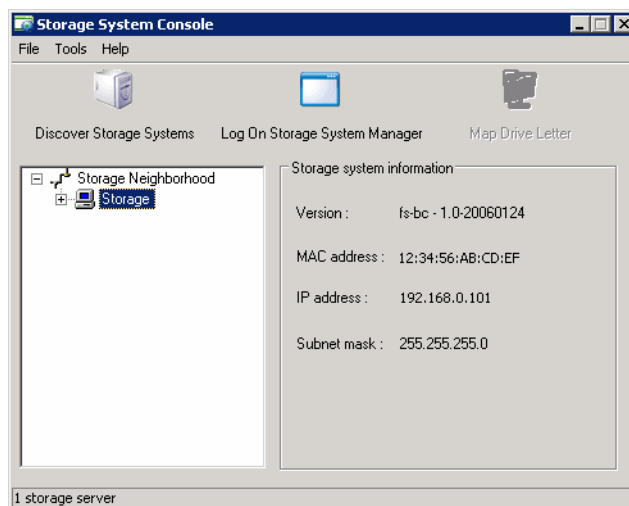 Storage System Console
File Tools Help
Discover Storage Systems Log On Storage System Manager Map Drive Letter
Storage Neighborhood
Storage
Storage system information
Version : fs-bc - 1.0-20060124
MAC address : 12:34:56:AB:CD:EF
IP address : 192.168.0.101
Subnet mask : 255.255.255.0
1 storage server